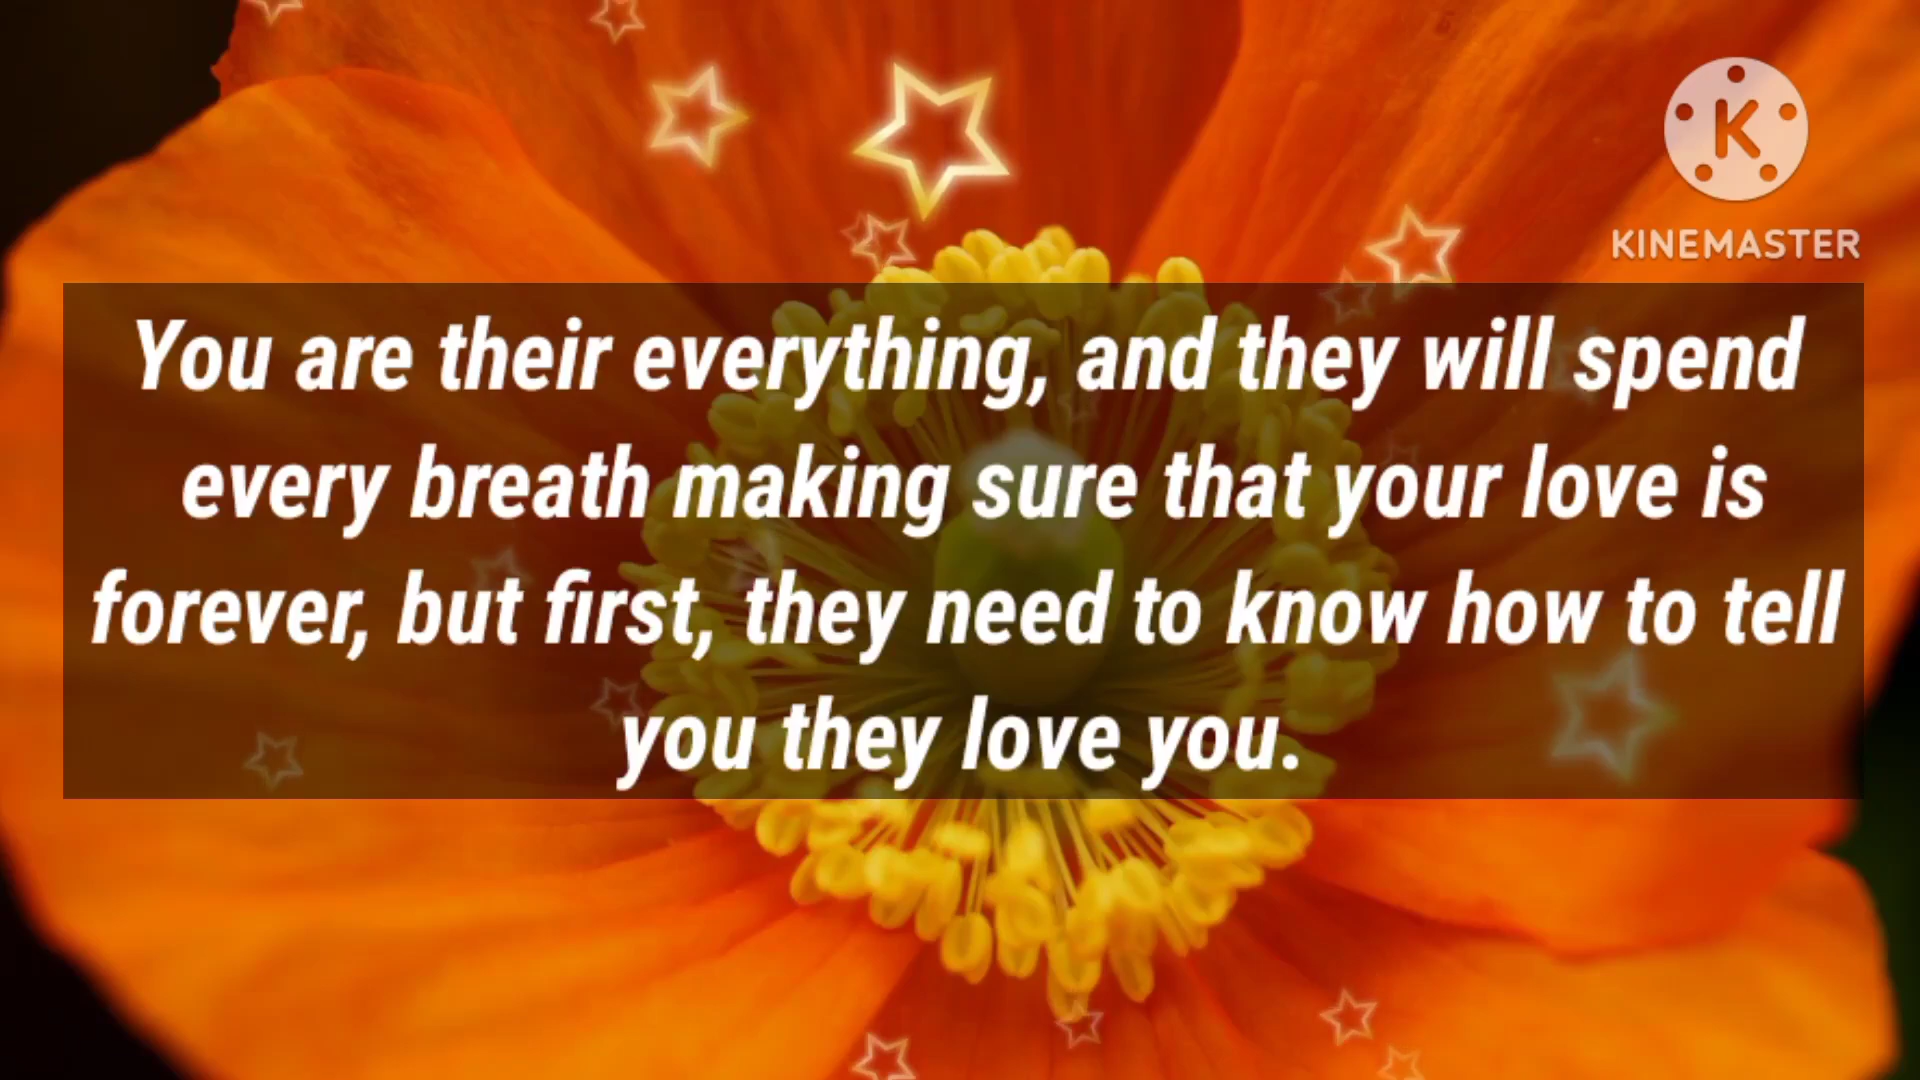 K
KINEMASTER
You are their everything, and they will spend
every breath making sure that your love is
forever, but first, they need to know how to tell
you they love you.